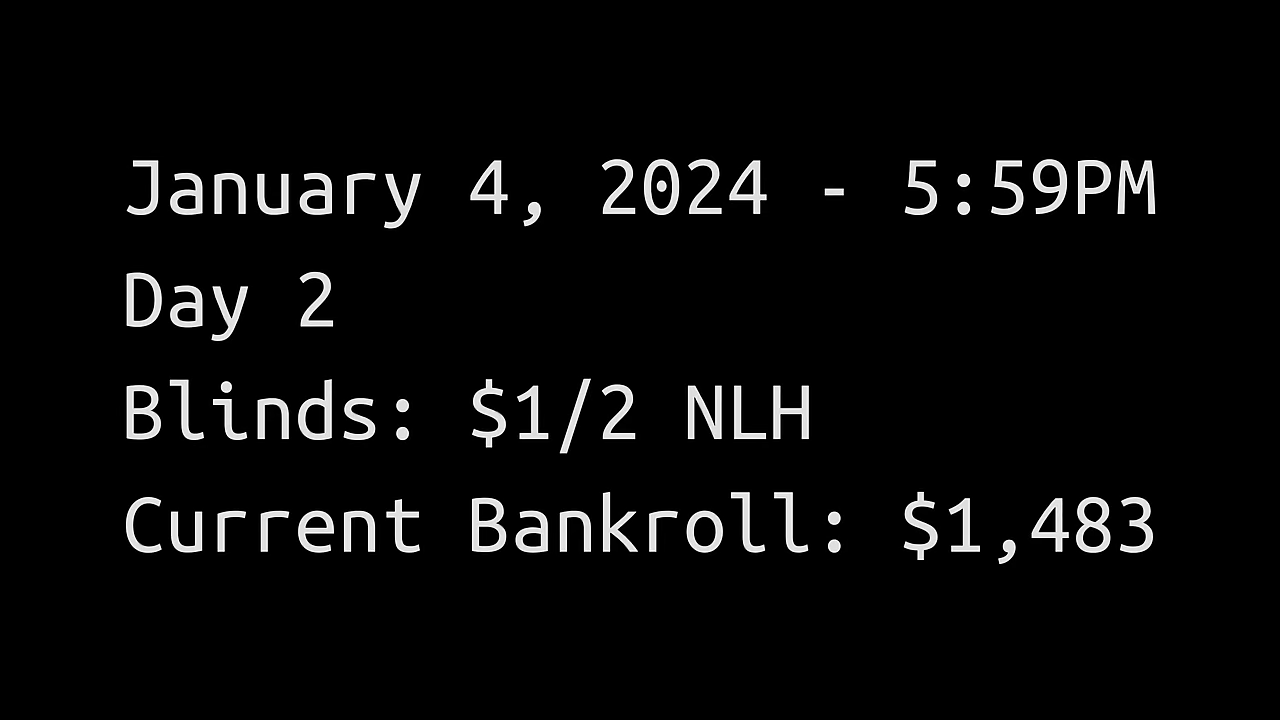 January 4, 2024 - 5:59PM
Day 2
Blinds: $1/2 NLH
Current Bankroll: $1,483